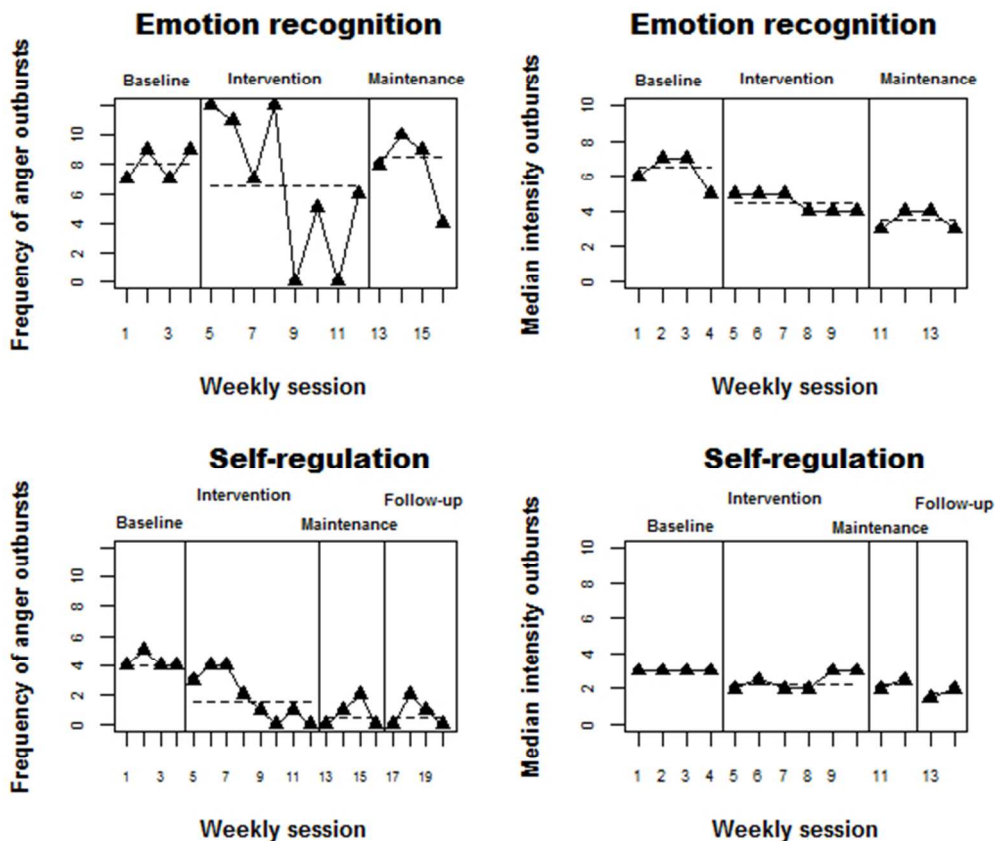 Emotion recognition
Baseline Intervention Maintenance
Frequency of anger outbursts
10
8
6
4
2
0
1 3 5 7 9 11 13 15
Weekly session
Emotion recognition
Baseline Intervention Maintenance
Median intensity outbursts
10
8
6
4
2
0
1 2 3 4 5 6 7 8 9 11 13
Weekly session
Self-regulation
Intervention Follow-up
Baseline Maintenance
Frequency of anger outbursts
10
8
6
4
2
0
1 3 5 7 9 11 13 15 17 19
Weekly session
Self-regulation
Intervention Follow-up
Baseline Maintenance
Median intensity outbursts
10
8
6
4
2
0
1 2 3 4 5 6 7 8 9 11 13
Weekly session